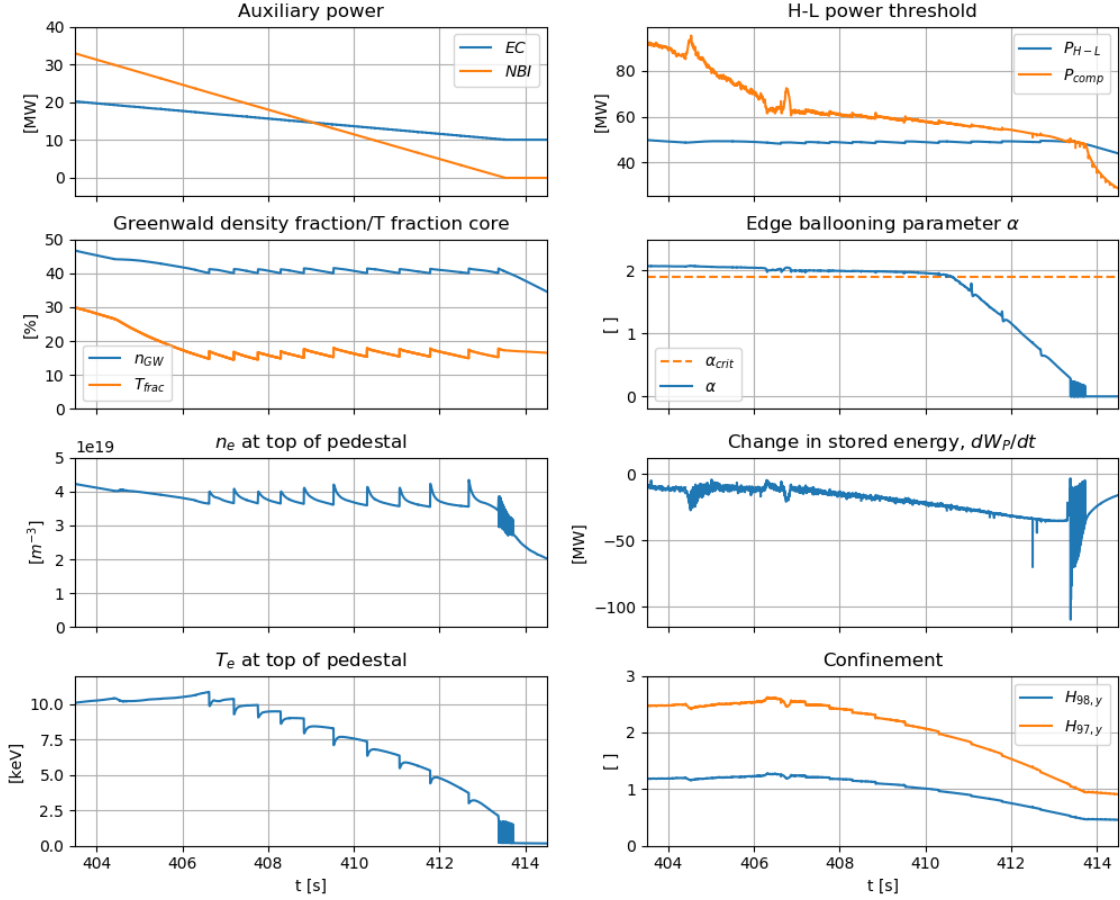 Auxiliary power
40
30
20
10
0
[MW]
EC
NBI
H-L power threshold
80
60
40
[MW]
P_{H-L}
P_{comp}
Greenwald density fraction/T fraction core
50
40
30
20
10
0
[%]
n_{GW}
T_{frac}
Edge ballooning parameter α
2
1
0
[ ]
α_{crit}
α
n_e at top of pedestal
1e19
5
4
3
2
1
0
[m^{-3}]
Change in stored energy, dW_P/dt
0
−50
−100
[MW]
T_e at top of pedestal
10.0
7.5
5.0
2.5
0.0
[keV]
404 406 408 410 412 414
t [s]
Confinement
3
2
1
0
[ ]
H_{98,y}
H_{97,y}
404 406 408 410 412 414
t [s]